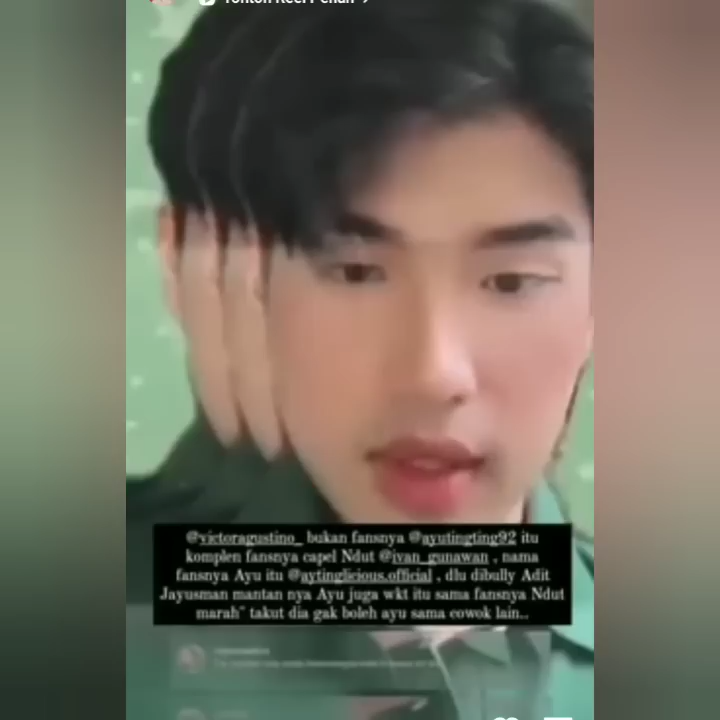 Tonton Reel Penuh >
@victoragustino_ bukan fansnya @ayutingting92 itu
komplen fansnya capel Ndut @ivan_gunawan , nama
fansnya Ayu itu @aytinglicious.official , dlu dibully Adit
Jayusman mantan nya Ayu juga wkt itu sama fansnya Ndut
marah" takut dia gak boleh ayu sama cowok lain..